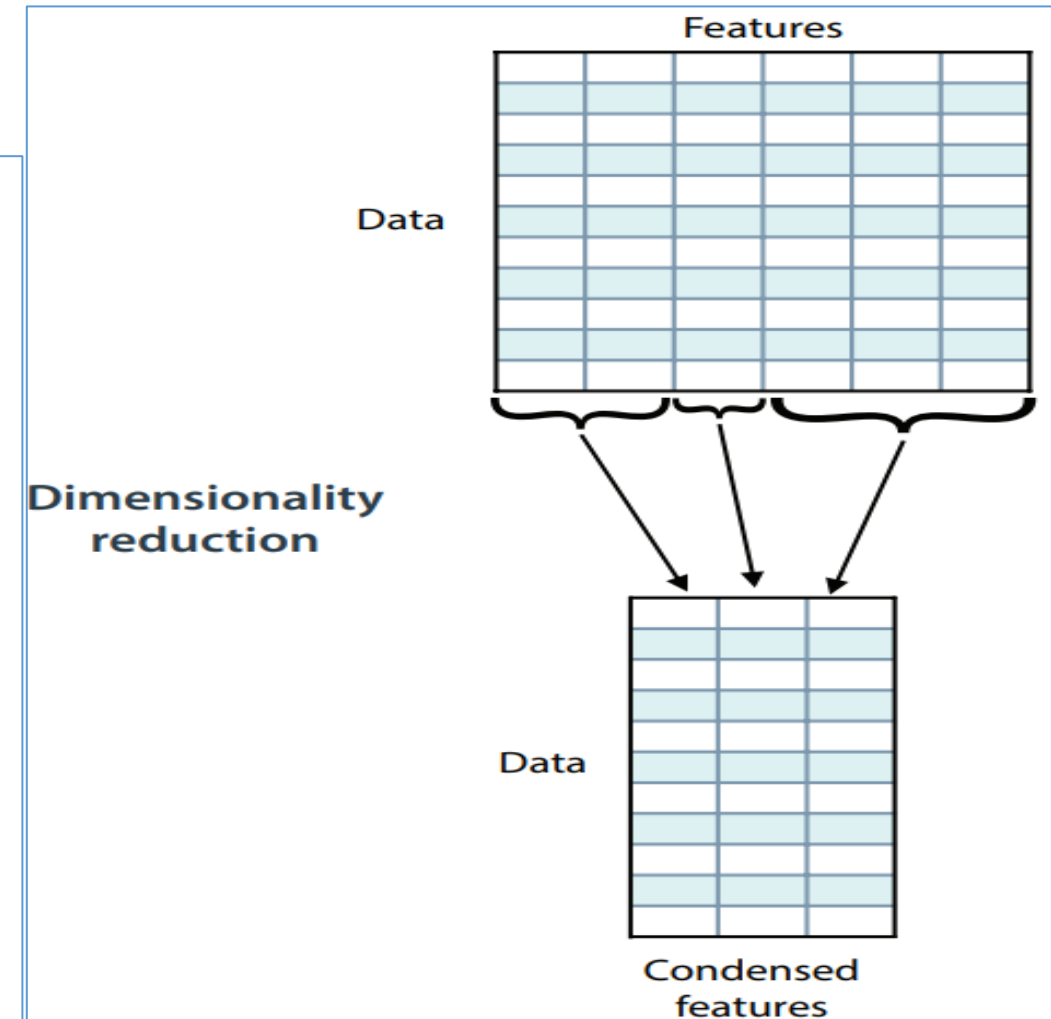 Features
Data
Dimensionality
reduction
Data
Condensed
features